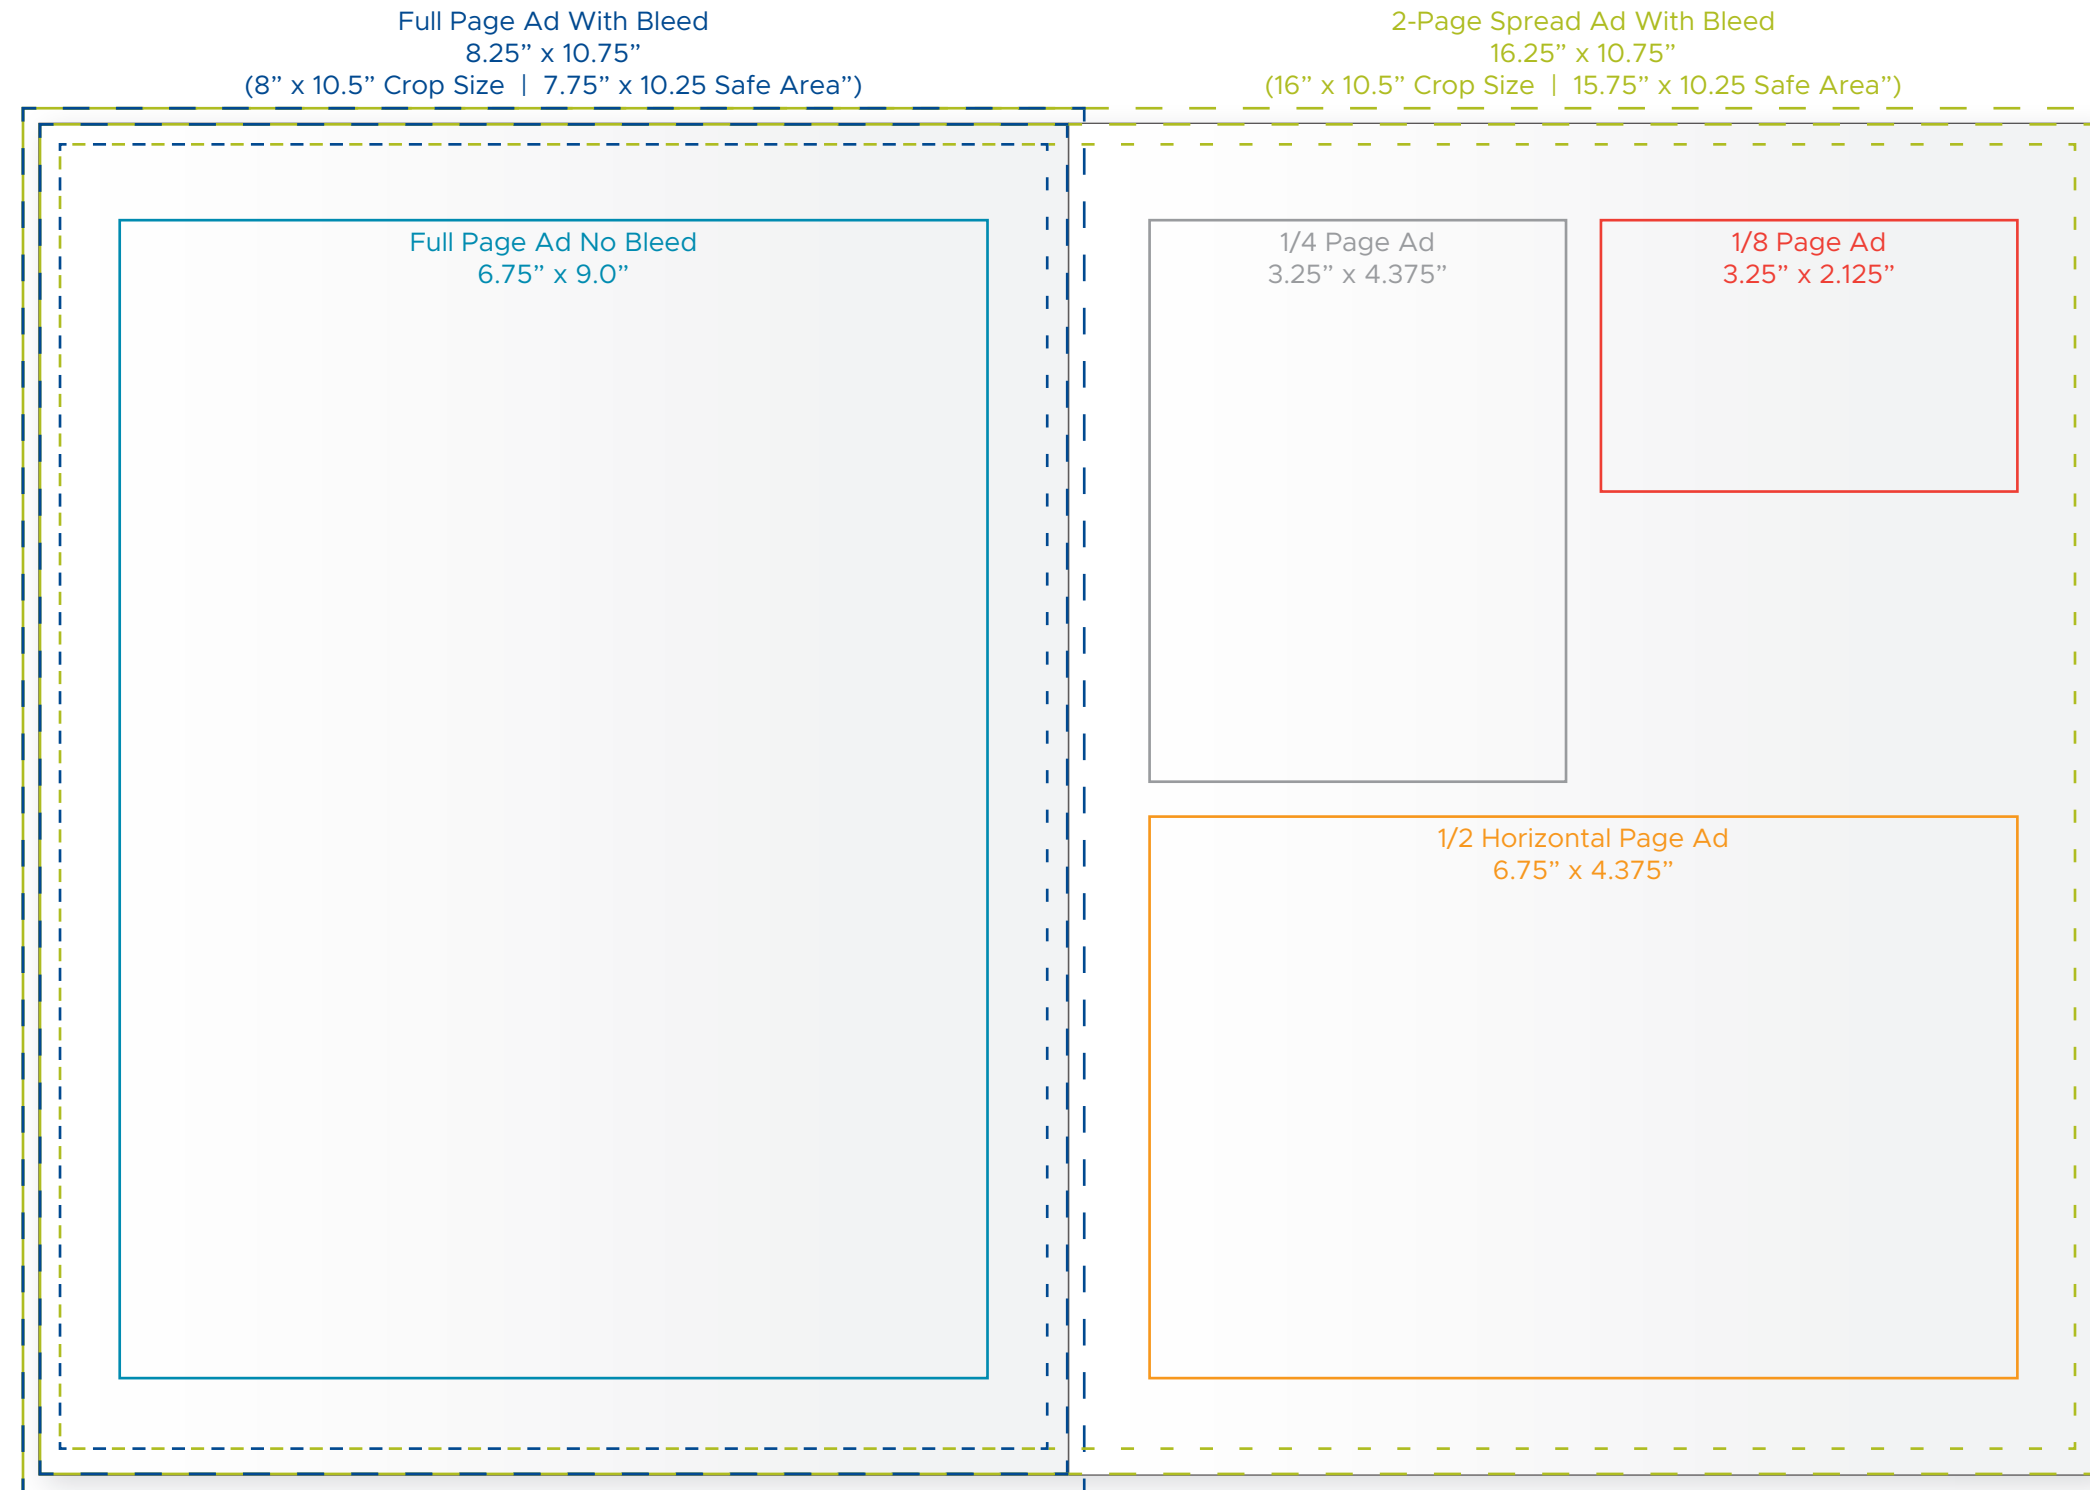 Full Page Ad With Bleed
8.25” x 10.75”
(8” x 10.5” Crop Size | 7.75” x 10.25 Safe Area”)
2-Page Spread Ad With Bleed
16.25” x 10.75”
(16” x 10.5” Crop Size | 15.75” x 10.25 Safe Area”)
Full Page Ad No Bleed
6.75” x 9.0”
1/4 Page Ad
3.25” x 4.375”
1/8 Page Ad
3.25” x 2.125”
1/2 Horizontal Page Ad
6.75” x 4.375”